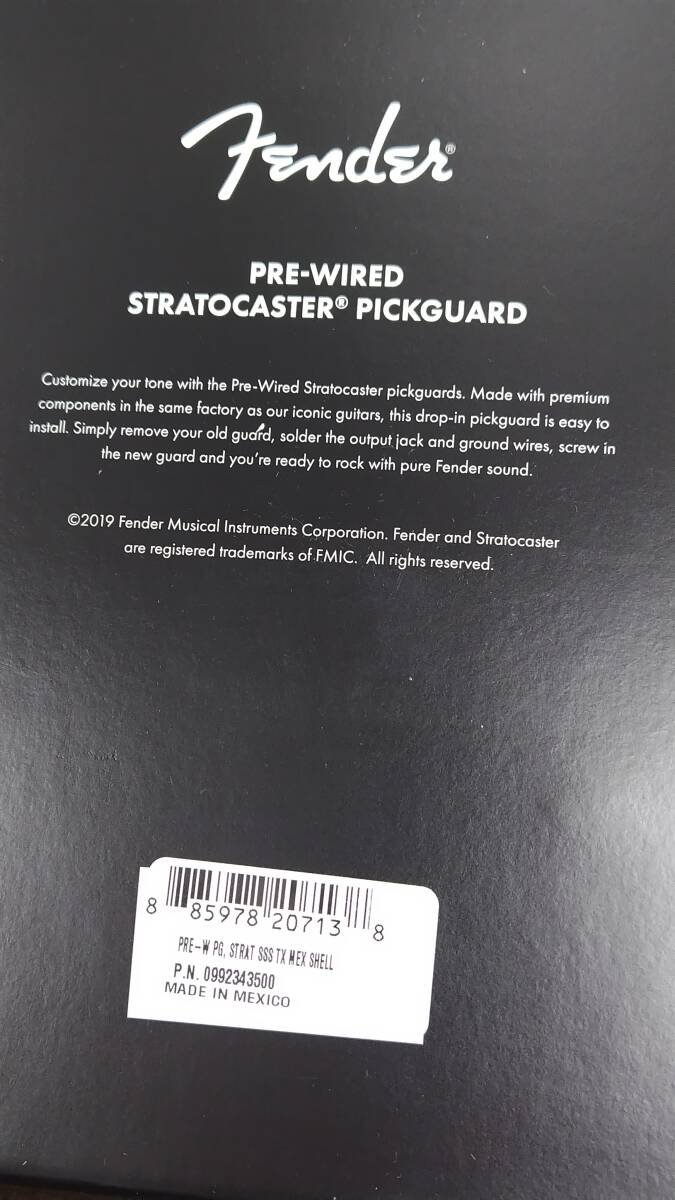 Fender®
PRE-WIRED
STRATOCASTER® PICKGUARD
Customize your tone with the Pre-Wired Stratocaster pickguards. Made with premium
components in the same factory as our iconic guitars, this drop-in pickguard is easy to
install. Simply remove your old guard, solder the output jack and ground wires, screw in
the new guard and you're ready to rock with pure Fender sound.
©2019 Fender Musical Instruments Corporation. Fender and Stratocaster
are registered trademarks of FMIC. All rights reserved.
8 85978 20713 8
PRE-W PG, STRAT SSS TX MEX SHELL
P.N. 0992343500
MADE IN MEXICO